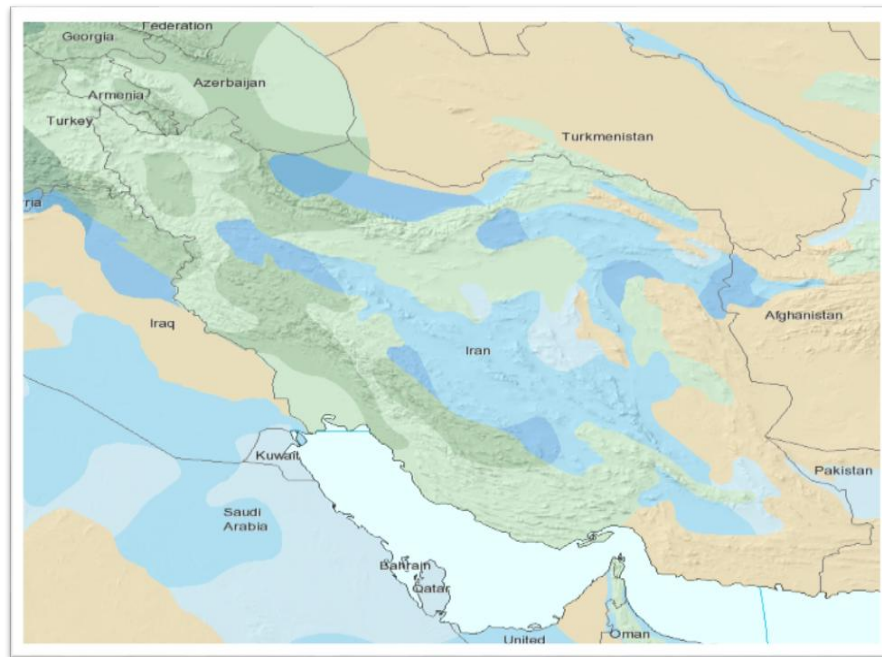 Federation
Georgia
Azerbaijan
Armenia
Turkey
Turkmenistan
ria
Iraq
Afghanistan
Iran
Kuwait
Pakistan
Saudi
Arabia
Bahrain
Qatar
United
Oman